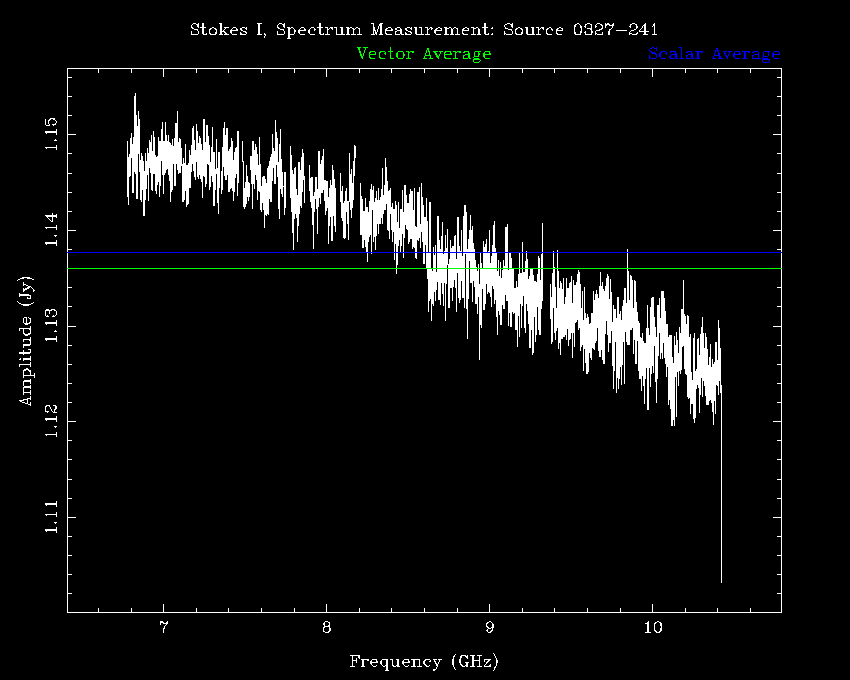 Stokes I, Spectrum Measurement: Source 0327-241
Vector Average
Scalar Average
1.15
1.14
1.13
1.12
1.11
Amplitude (Jy)
7 8 9 10
Frequency (GHz)